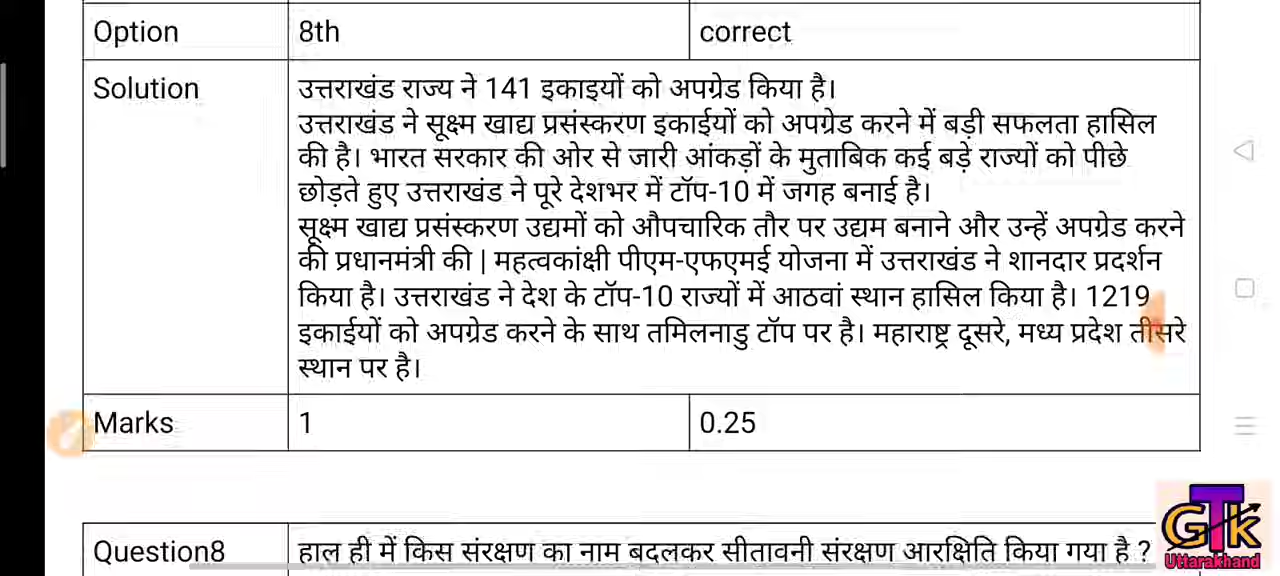 Option 8th correct
Solution उत्तराखंड राज्य ने 141 इकाइयों को अपग्रेड किया है।
उत्तराखंड ने सूक्ष्म खाद्य प्रसंस्करण इकाईयों को अपग्रेड करने में बड़ी सफलता हासिल
की है। भारत सरकार की ओर से जारी आंकड़ों के मुताबिक कई बड़े राज्यों को पीछे
छोड़ते हुए उत्तराखंड ने पूरे देशभर में टॉप-10 में जगह बनाई है।
सूक्ष्म खाद्य प्रसंस्करण उद्यमों को औपचारिक तौर पर उद्यम बनाने और उन्हें अपग्रेड करने
की प्रधानमंत्री की | महत्वकांक्षी पीएम-एफएमई योजना में उत्तराखंड ने शानदार प्रदर्शन
किया है। उत्तराखंड ने देश के टॉप-10 राज्यों में आठवां स्थान हासिल किया है। 1219
इकाईयों को अपग्रेड करने के साथ तमिलनाडु टॉप पर है। महाराष्ट्र दूसरे, मध्य प्रदेश तीसरे
स्थान पर है।
Marks 1 0.25
Question8 हाल ही में किस संरक्षण का नाम बदलकर सीतावनी संरक्षण आरक्षिति किया गया है ?
GTK
Uttarakhand